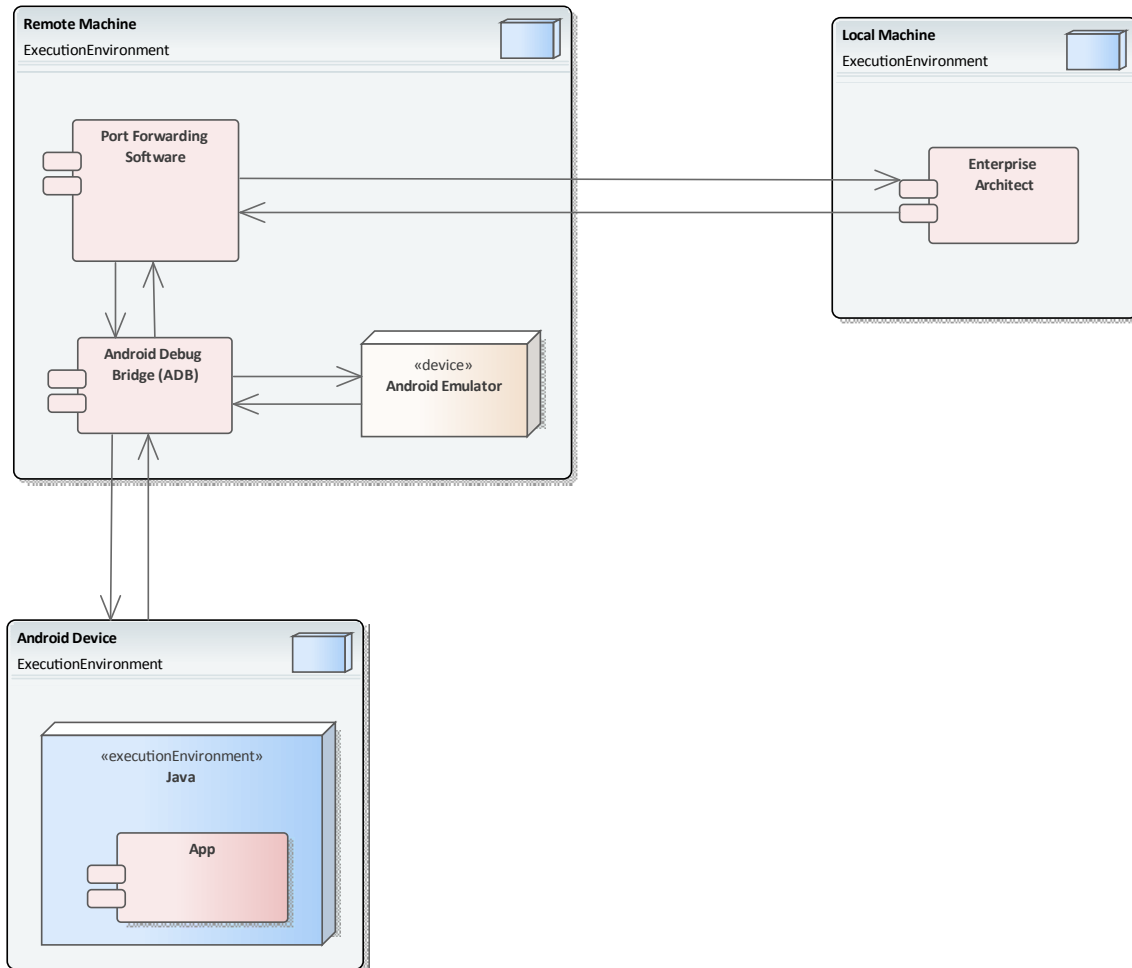 Remote Machine
ExecutionEnvironment
Port Forwarding
Software
Android Debug
Bridge (ADB)
«device»
Android Emulator
Local Machine
ExecutionEnvironment
Enterprise
Architect
Android Device
ExecutionEnvironment
«executionEnvironment»
Java
App